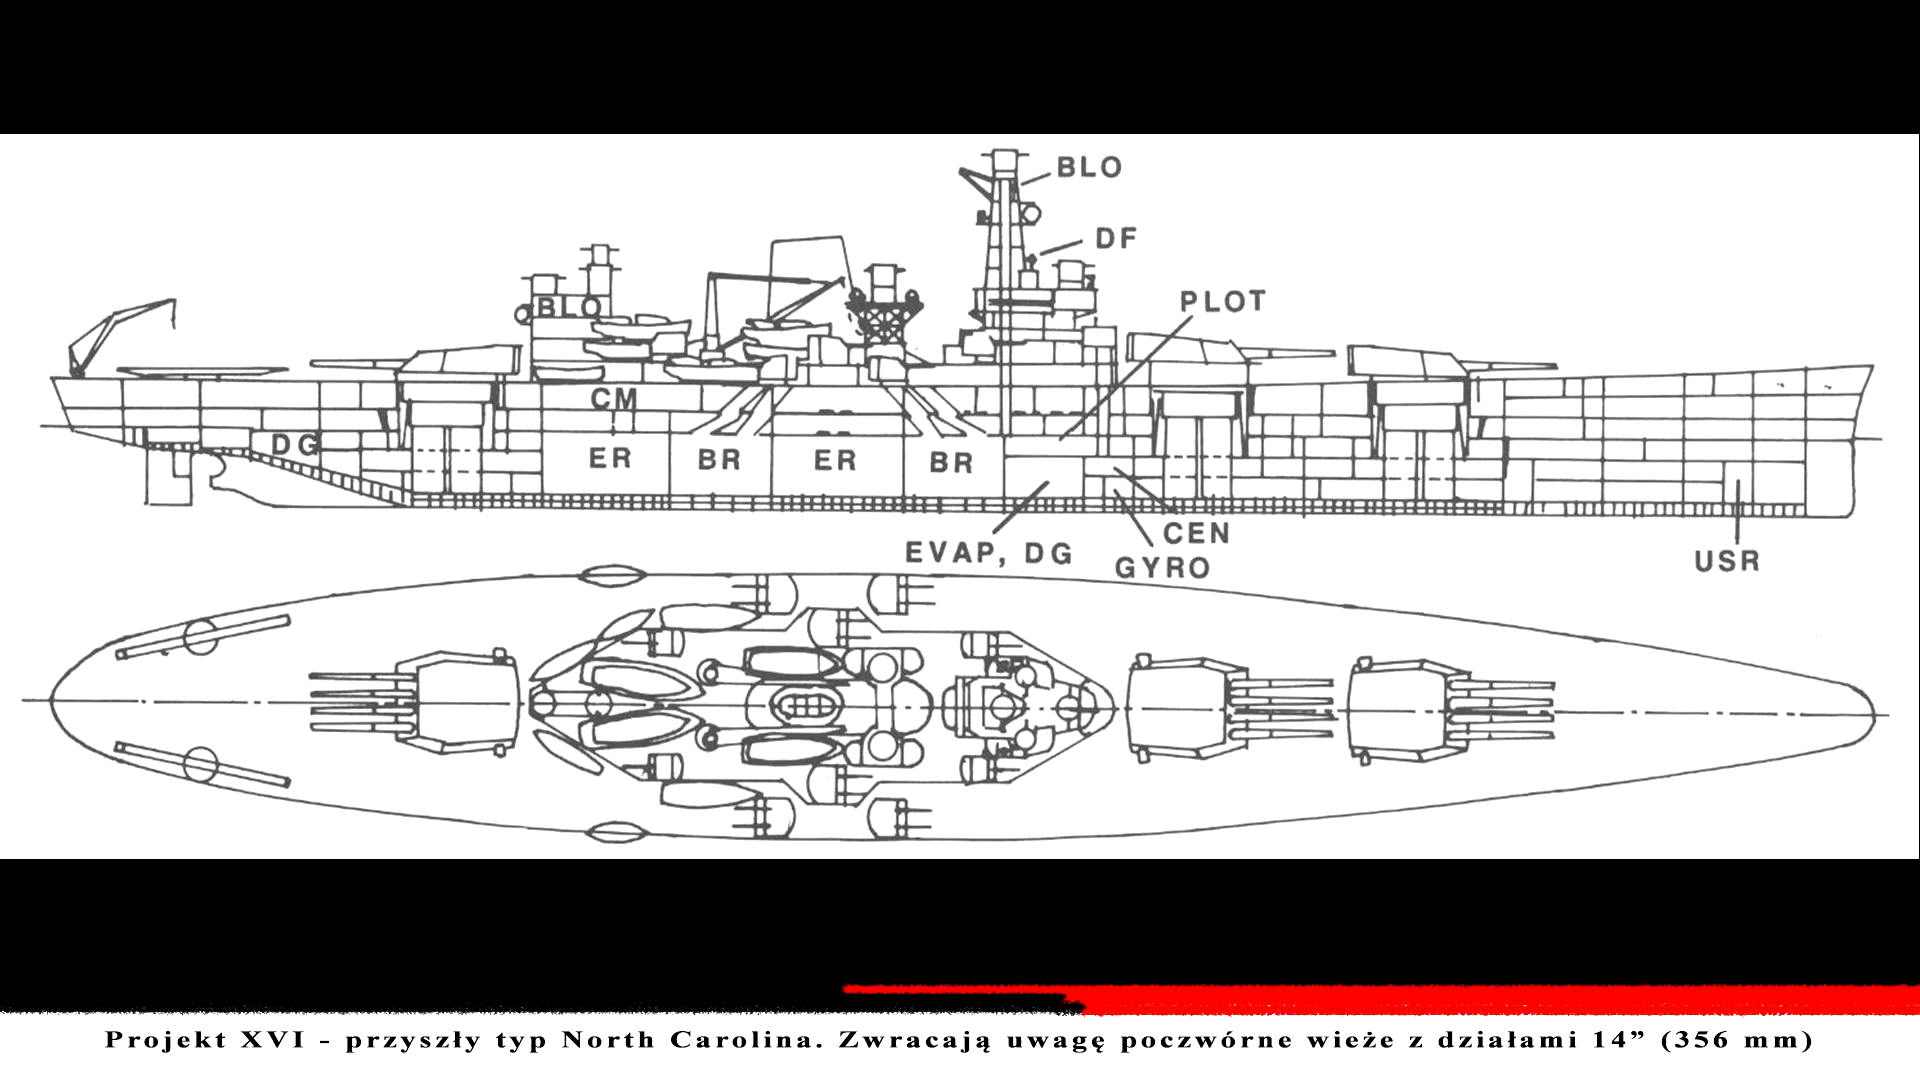 BLO
DF
BLO
PLOT
CM
DG
ER
BR
ER
BR
CEN
EVAP, DG
GYRO
USR
Projekt XVI - przyszły typ North Carolina. Zwracają uwagę poczwórne wieże z działami 14” (356 mm)